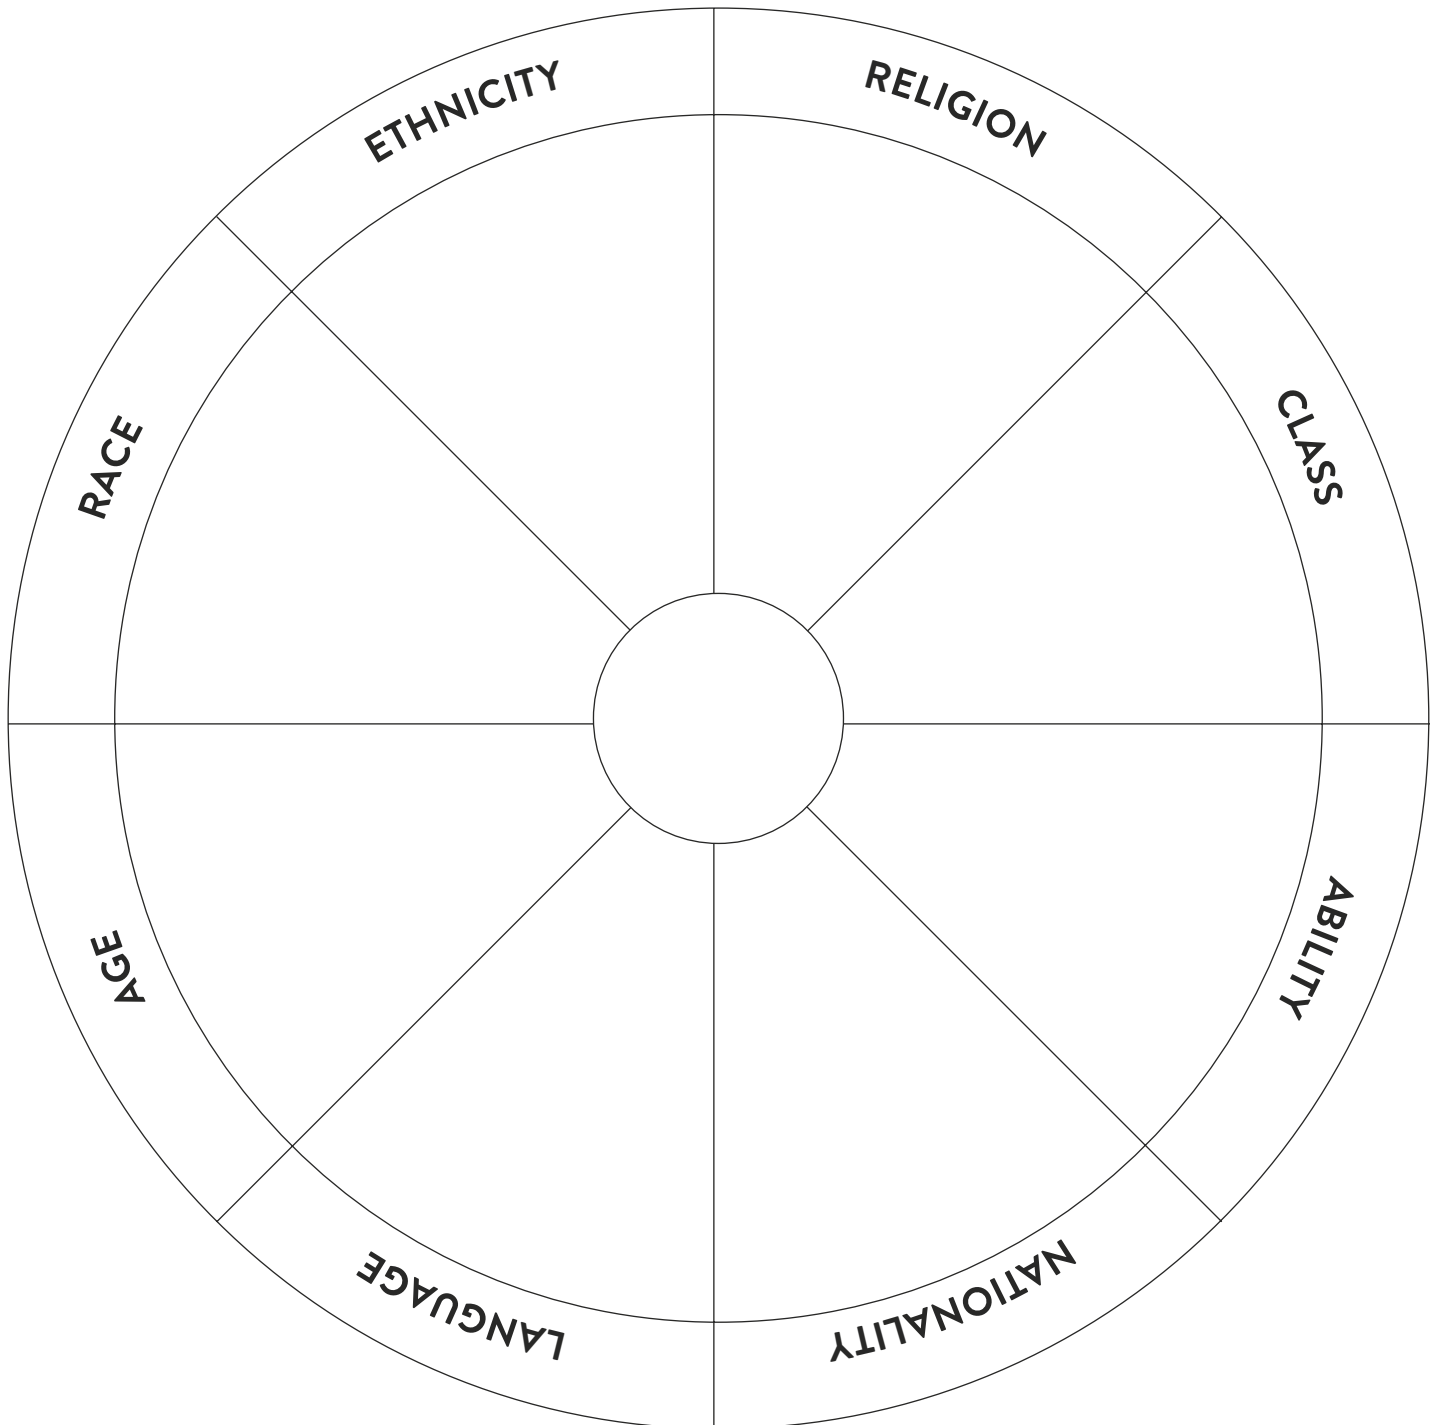 ETHNICITY
RELIGION
CLASS
ABILITY
NATIONALITY
LANGUAGE
AGE
RACE